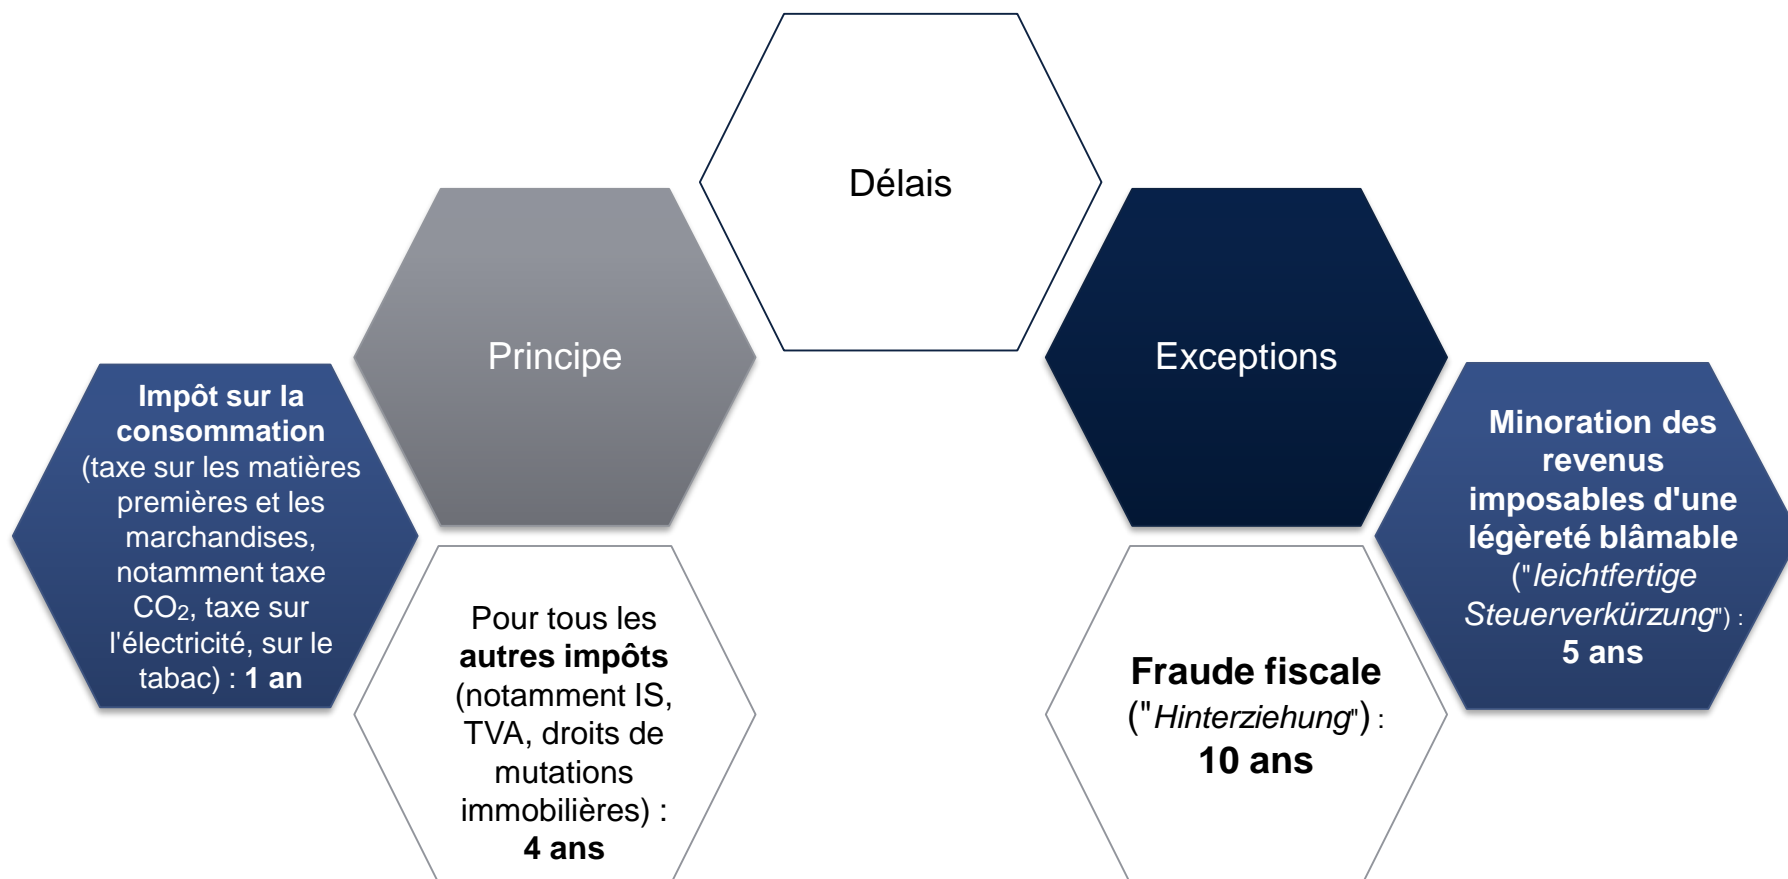 Délais
Principe
Impôt sur la
consommation
(taxe sur les matières
premières et les
marchandises,
notamment taxe
CO₂, taxe sur
l'électricité, sur le
tabac) : 1 an
Pour tous les
autres impôts
(notamment IS,
TVA, droits de
mutations
immobilières) :
4 ans
Exceptions
Fraude fiscale
("Hinterziehung") :
10 ans
Minoration des
revenus
imposables d'une
légèreté blâmable
("leichtfertige
Steuerverkürzung") :
5 ans